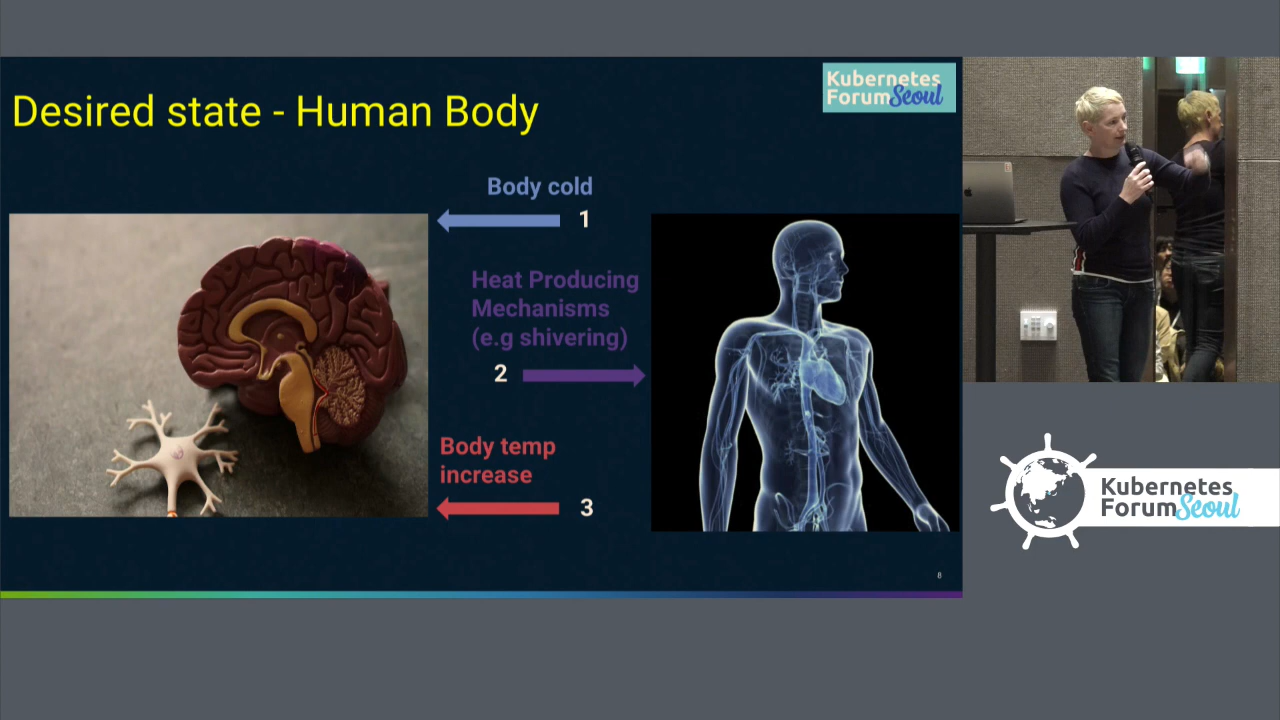 Kubernetes
Forum Seoul
Desired state - Human Body
Body cold
1
Heat Producing
Mechanisms
(e.g shivering)
2
Body temp
increase
3
8
Kubernetes
Forum Seoul